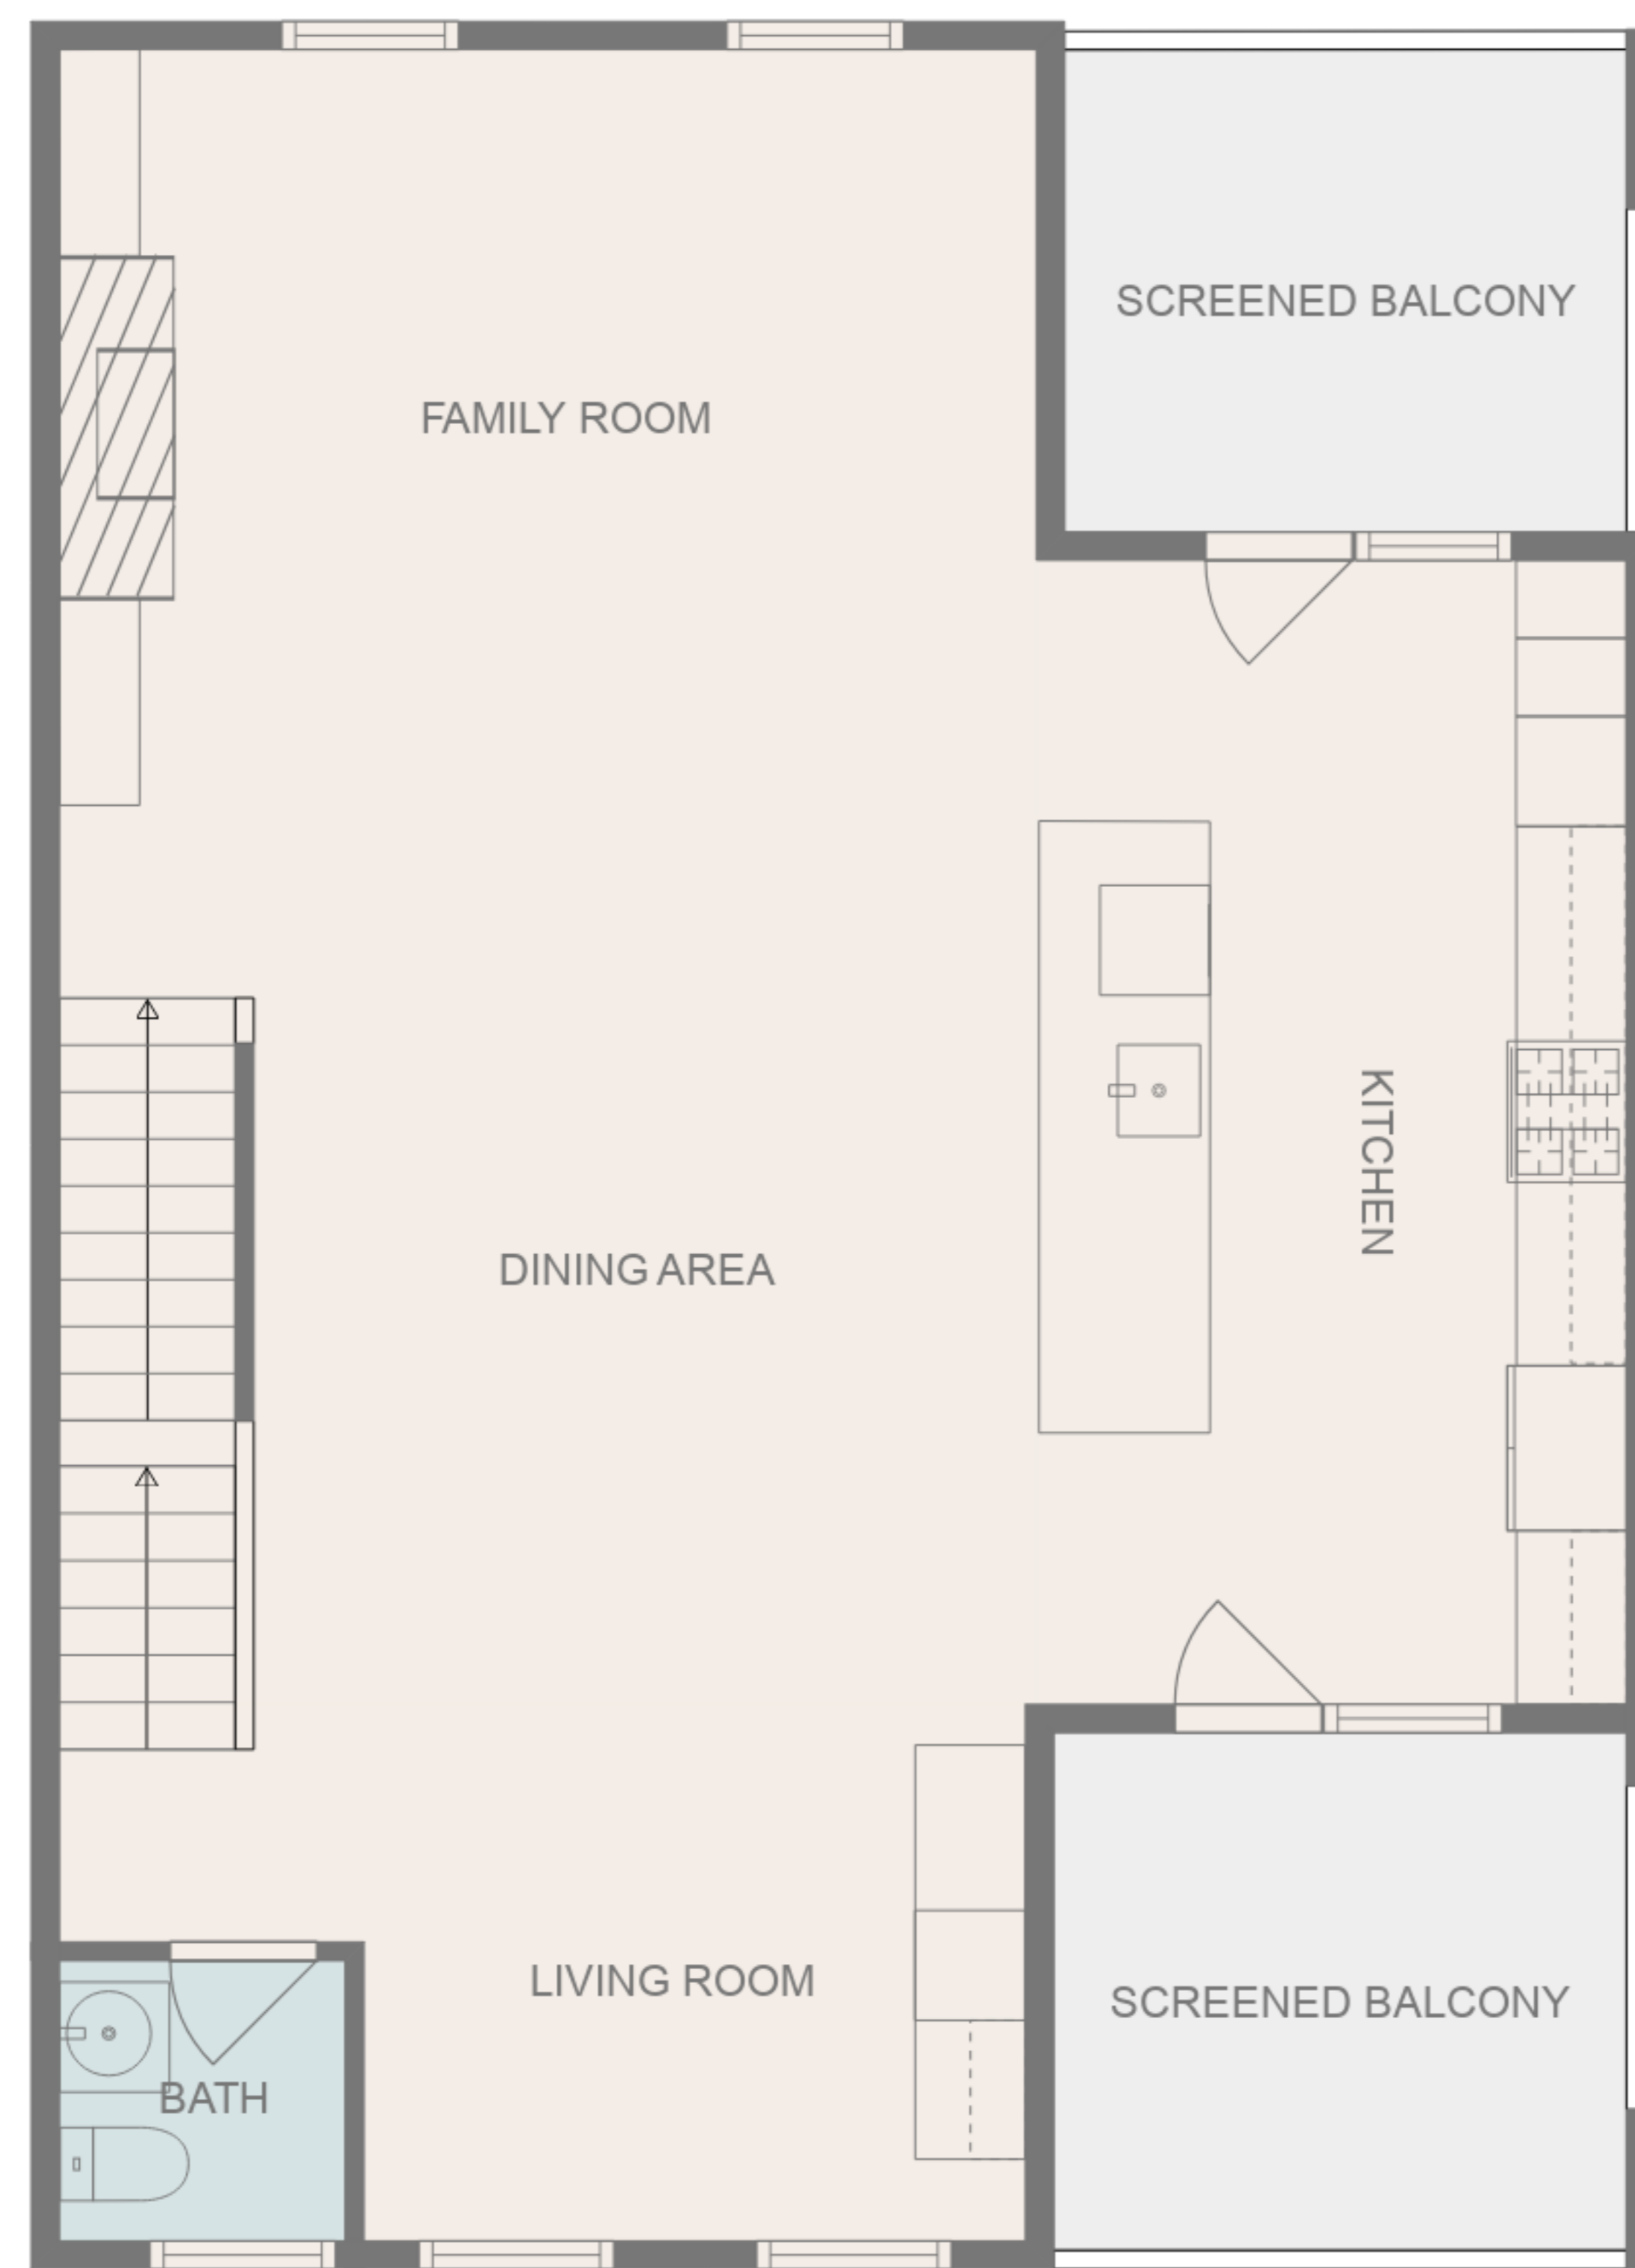 SCREENED BALCONY
FAMILY ROOM
KITCHEN
DINING AREA
LIVING ROOM
SCREENED BALCONY
BATH